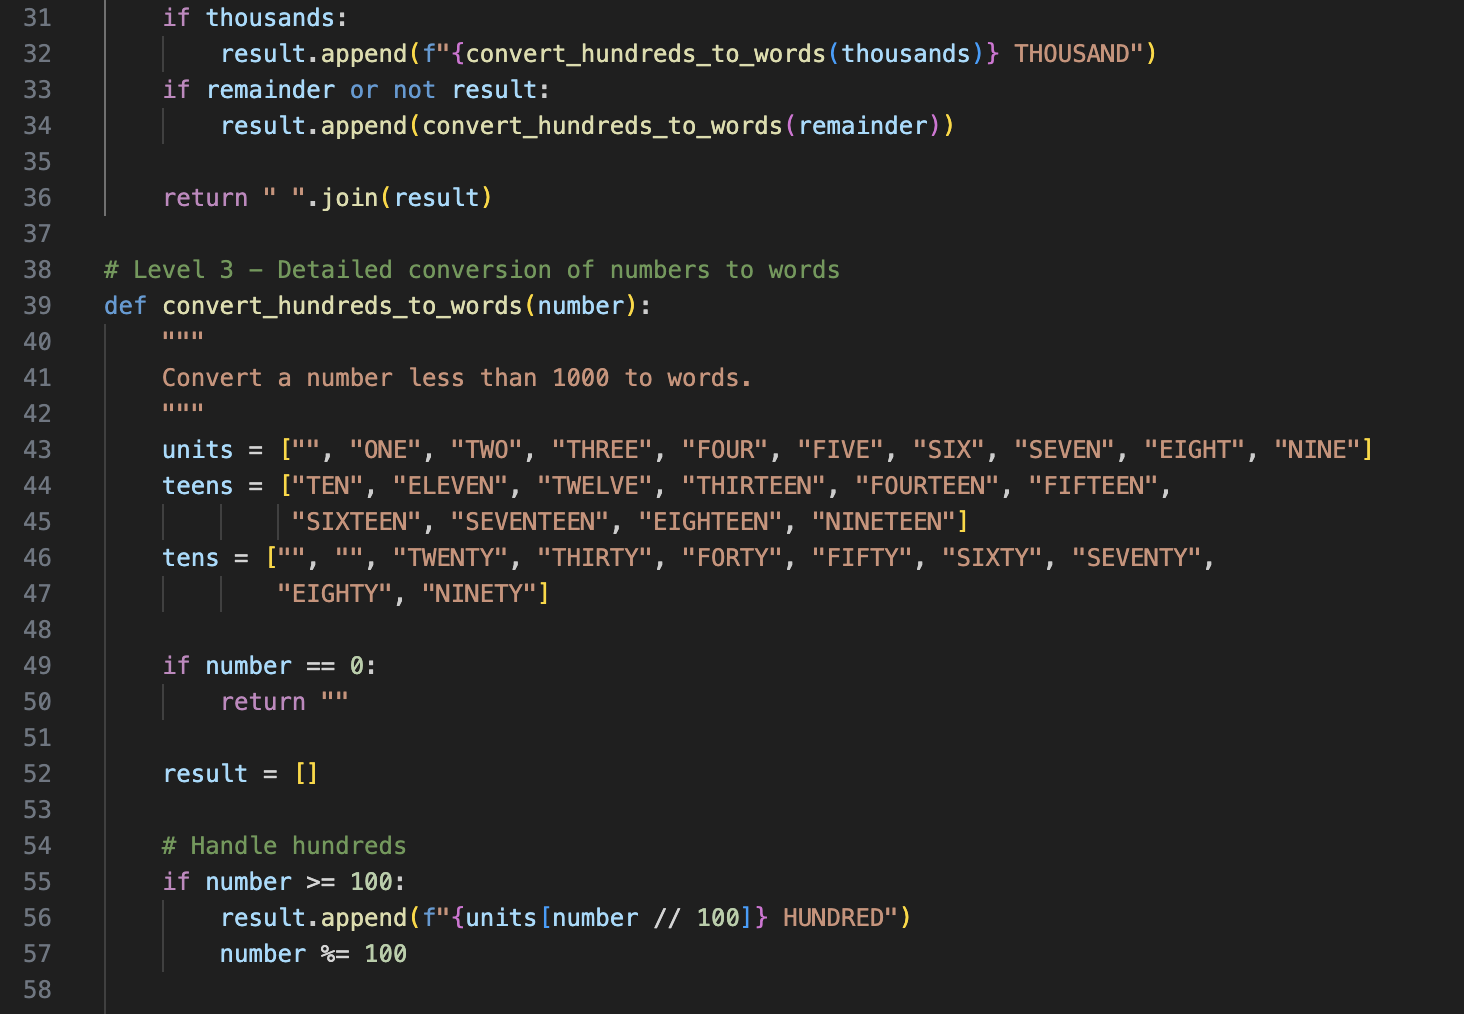 31 if thousands:
32 result.append(f"{convert_hundreds_to_words(thousands)} THOUSAND")
33 if remainder or not result:
34 result.append(convert_hundreds_to_words(remainder))
35
36 return " ".join(result)
37
38 # Level 3 - Detailed conversion of numbers to words
39 def convert_hundreds_to_words(number):
40 """
41 Convert a number less than 1000 to words.
42 """
43 units = ["", "ONE", "TWO", "THREE", "FOUR", "FIVE", "SIX", "SEVEN", "EIGHT", "NINE"]
44 teens = ["TEN", "ELEVEN", "TWELVE", "THIRTEEN", "FOURTEEN", "FIFTEEN",
45 "SIXTEEN", "SEVENTEEN", "EIGHTEEN", "NINETEEN"]
46 tens = ["", "", "TWENTY", "THIRTY", "FORTY", "FIFTY", "SIXTY", "SEVENTY",
47 "EIGHTY", "NINETY"]
48
49 if number == 0:
50 return ""
51
52 result = []
53
54 # Handle hundreds
55 if number >= 100:
56 result.append(f"{units[number // 100]} HUNDRED")
57 number %= 100
58